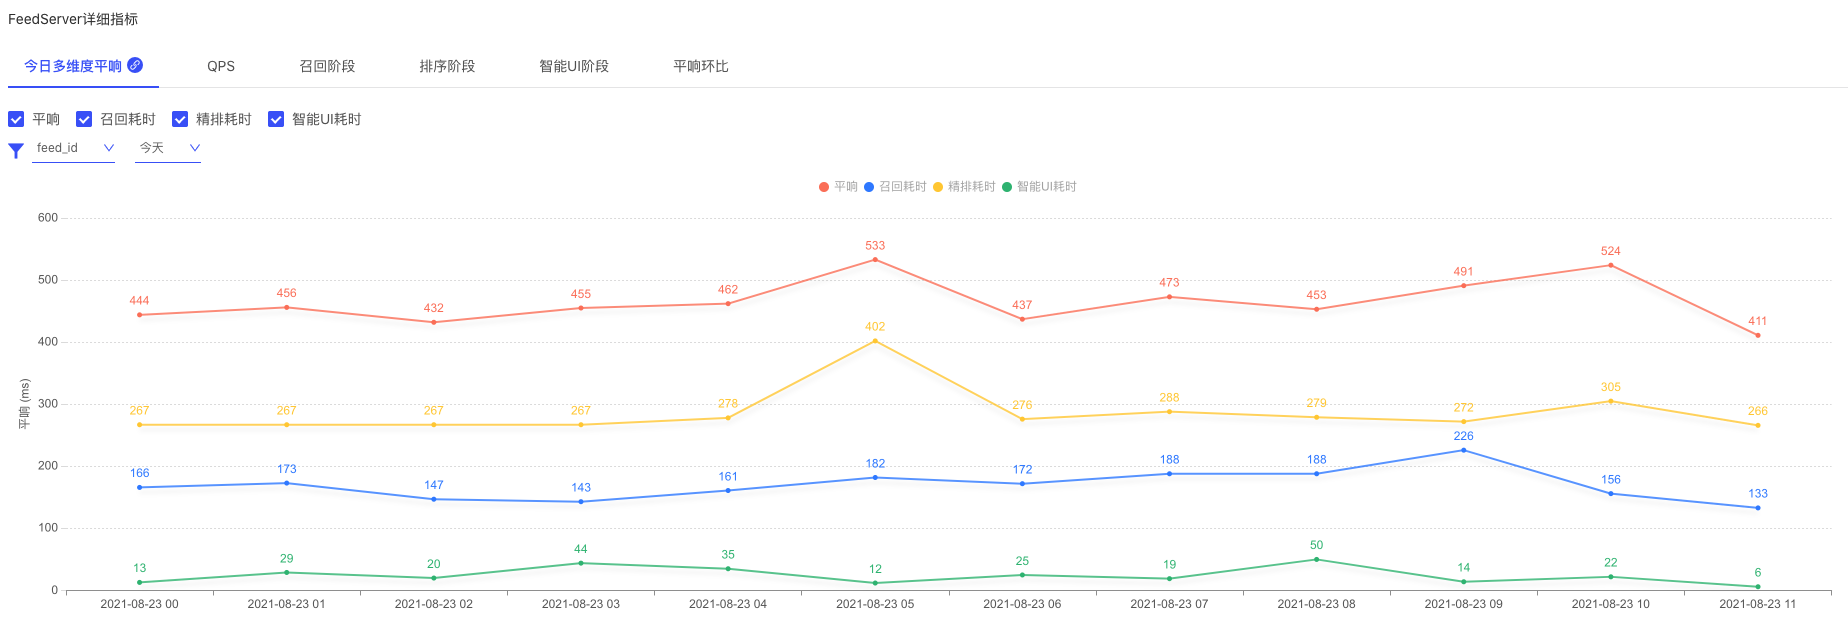 FeedServer详细指标
今日多维度平响 QPS 召回阶段 排序阶段 智能UI阶段 平响环比
平响 召回耗时 精排耗时 智能UI耗时
feed_id 今天
平响 召回耗时 精排耗时 智能UI耗时
平响 (ms)
600
500
400
300
200
100
0
444 456 432 455 462 533 437 473 453 491 524 411
267 267 267 267 278 402 276 288 279 272 305 266
166 173 147 143 161 182 172 188 188 226 156 133
13 29 20 44 35 12 25 19 50 14 22 6
2021-08-23 00 2021-08-23 01 2021-08-23 02 2021-08-23 03 2021-08-23 04 2021-08-23 05 2021-08-23 06 2021-08-23 07 2021-08-23 08 2021-08-23 09 2021-08-23 10 2021-08-23 11